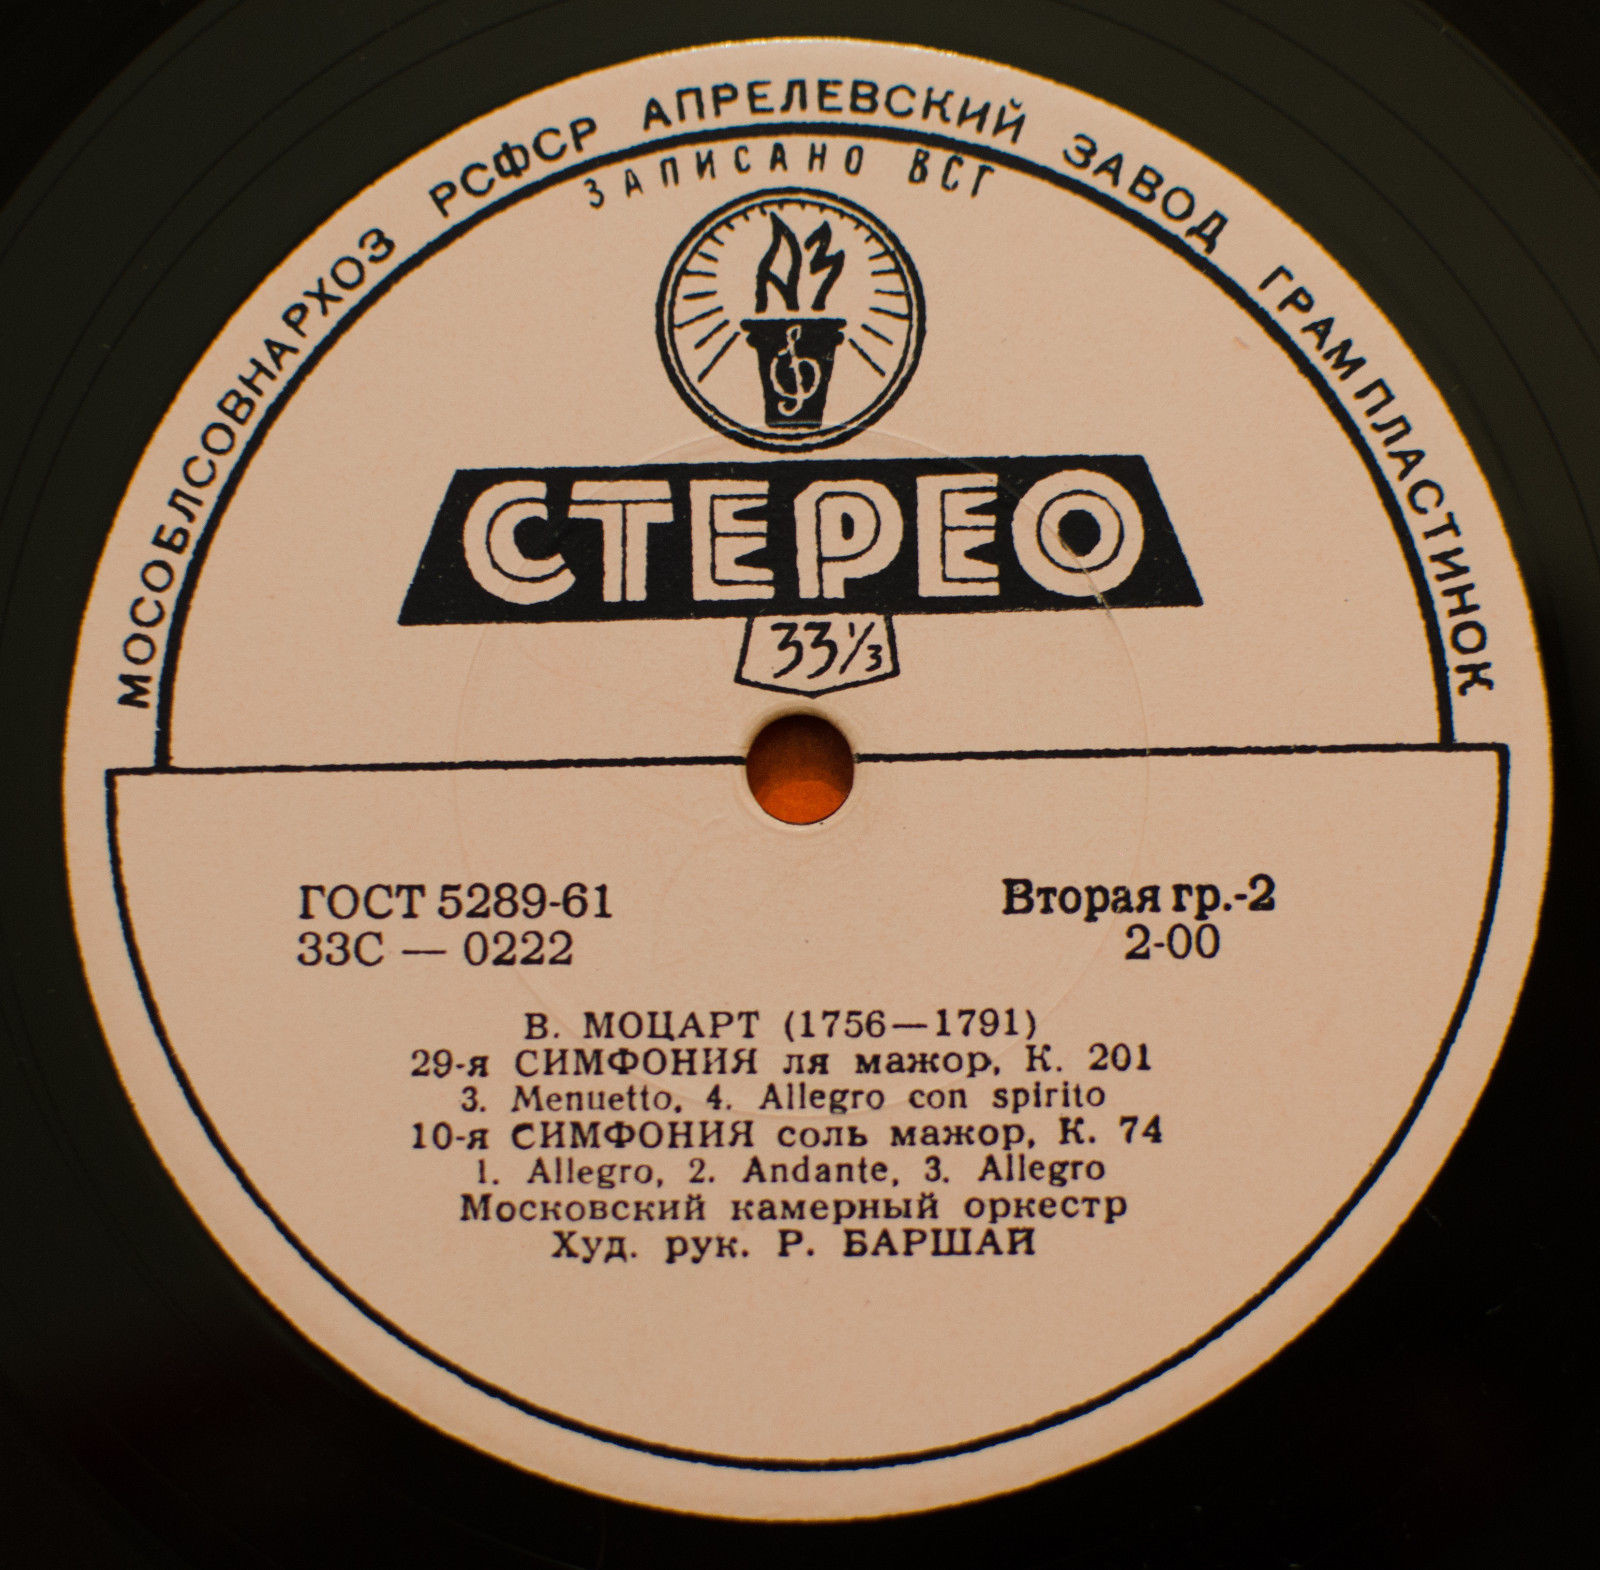 МОСОБЛСОВНАРХОЗ РСФСР АПРЕЛЕВСКИЙ ЗАВОД ГРАМПЛАСТИНОК
ЗАПИСАНО ВСГ
АЗ
СТЕРЕО
33⅓
ГОСТ 5289-61
33С — 0222
Вторая гр.-2
2-00
В. МОЦАРТ (1756—1791)
29-я СИМФОНИЯ ля мажор, К. 201
3. Menuetto, 4. Allegro con spirito
10-я СИМФОНИЯ соль мажор, К. 74
1. Allegro, 2. Andante, 3. Allegro
Московский камерный оркестр
Худ. рук. Р. БАРШАЙ